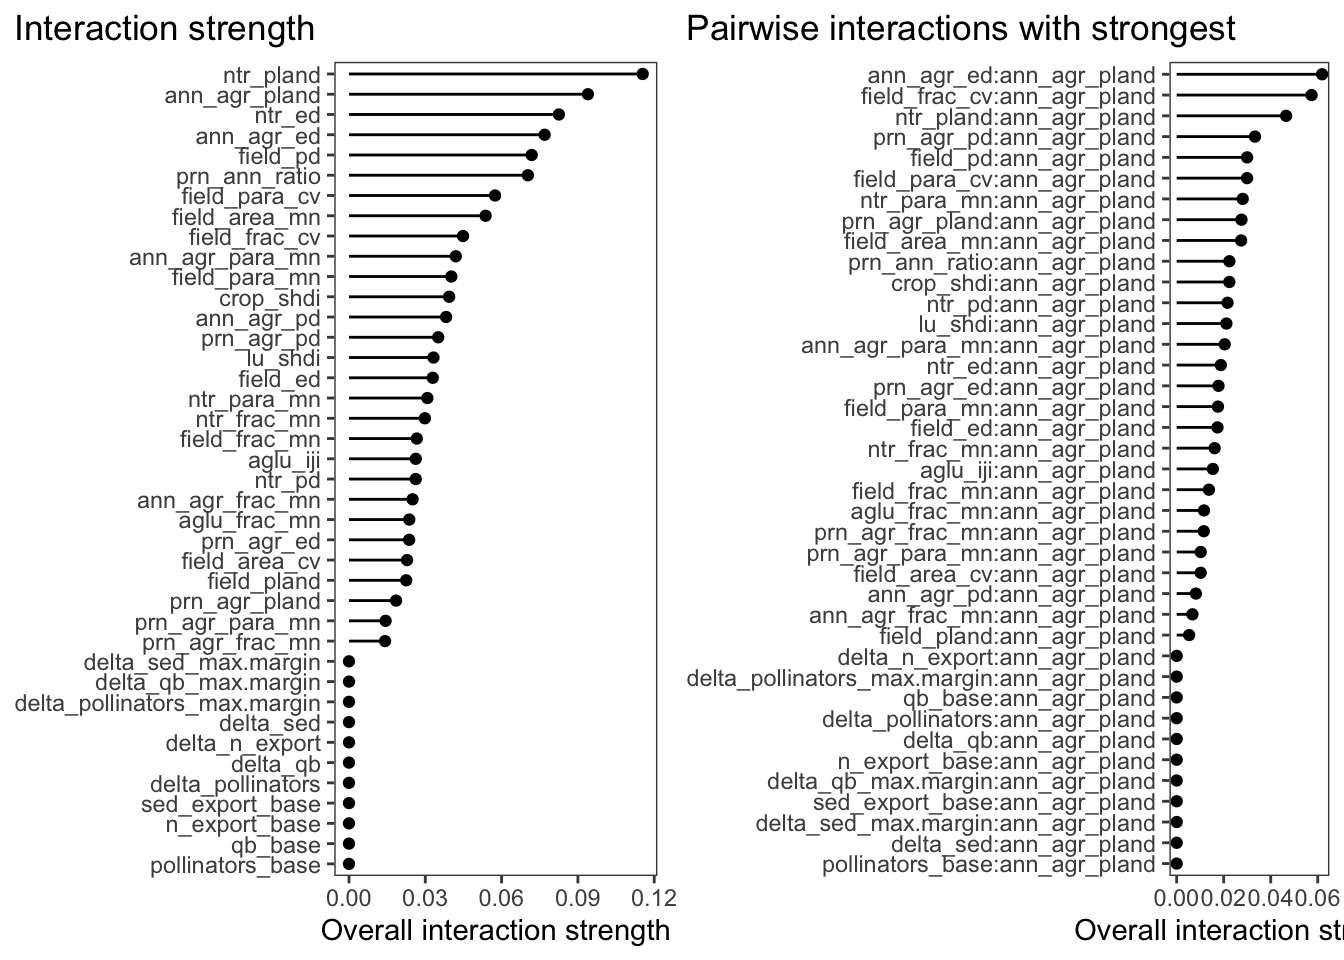 Interaction strength
ntr_pland
ann_agr_pland
ntr_ed
ann_agr_ed
field_pd
prn_ann_ratio
field_para_cv
field_area_mn
field_frac_cv
ann_agr_para_mn
field_para_mn
crop_shdi
ann_agr_pd
prn_agr_pd
lu_shdi
field_ed
ntr_para_mn
ntr_frac_mn
field_frac_mn
aglu_iji
ntr_pd
ann_agr_frac_mn
aglu_frac_mn
prn_agr_ed
field_area_cv
field_pland
prn_agr_pland
prn_agr_para_mn
prn_agr_frac_mn
delta_sed_max.margin
delta_qb_max.margin
delta_pollinators_max.margin
delta_sed
delta_n_export
delta_qb
delta_pollinators
sed_export_base
n_export_base
qb_base
pollinators_base
0.00 0.03 0.06 0.09 0.12
Overall interaction strength
Pairwise interactions with strongest
ann_agr_ed:ann_agr_pland
field_frac_cv:ann_agr_pland
ntr_pland:ann_agr_pland
prn_agr_pd:ann_agr_pland
field_pd:ann_agr_pland
field_para_cv:ann_agr_pland
ntr_para_mn:ann_agr_pland
prn_agr_pland:ann_agr_pland
field_area_mn:ann_agr_pland
prn_ann_ratio:ann_agr_pland
crop_shdi:ann_agr_pland
ntr_pd:ann_agr_pland
lu_shdi:ann_agr_pland
ann_agr_para_mn:ann_agr_pland
ntr_ed:ann_agr_pland
prn_agr_ed:ann_agr_pland
field_para_mn:ann_agr_pland
field_ed:ann_agr_pland
ntr_frac_mn:ann_agr_pland
aglu_iji:ann_agr_pland
field_frac_mn:ann_agr_pland
aglu_frac_mn:ann_agr_pland
prn_agr_frac_mn:ann_agr_pland
prn_agr_para_mn:ann_agr_pland
field_area_cv:ann_agr_pland
ann_agr_pd:ann_agr_pland
ann_agr_frac_mn:ann_agr_pland
field_pland:ann_agr_pland
delta_n_export:ann_agr_pland
delta_pollinators_max.margin:ann_agr_pland
qb_base:ann_agr_pland
delta_pollinators:ann_agr_pland
delta_qb:ann_agr_pland
n_export_base:ann_agr_pland
delta_qb_max.margin:ann_agr_pland
sed_export_base:ann_agr_pland
delta_sed_max.margin:ann_agr_pland
delta_sed:ann_agr_pland
pollinators_base:ann_agr_pland
0.00 0.02 0.04 0.06
Overall interaction str